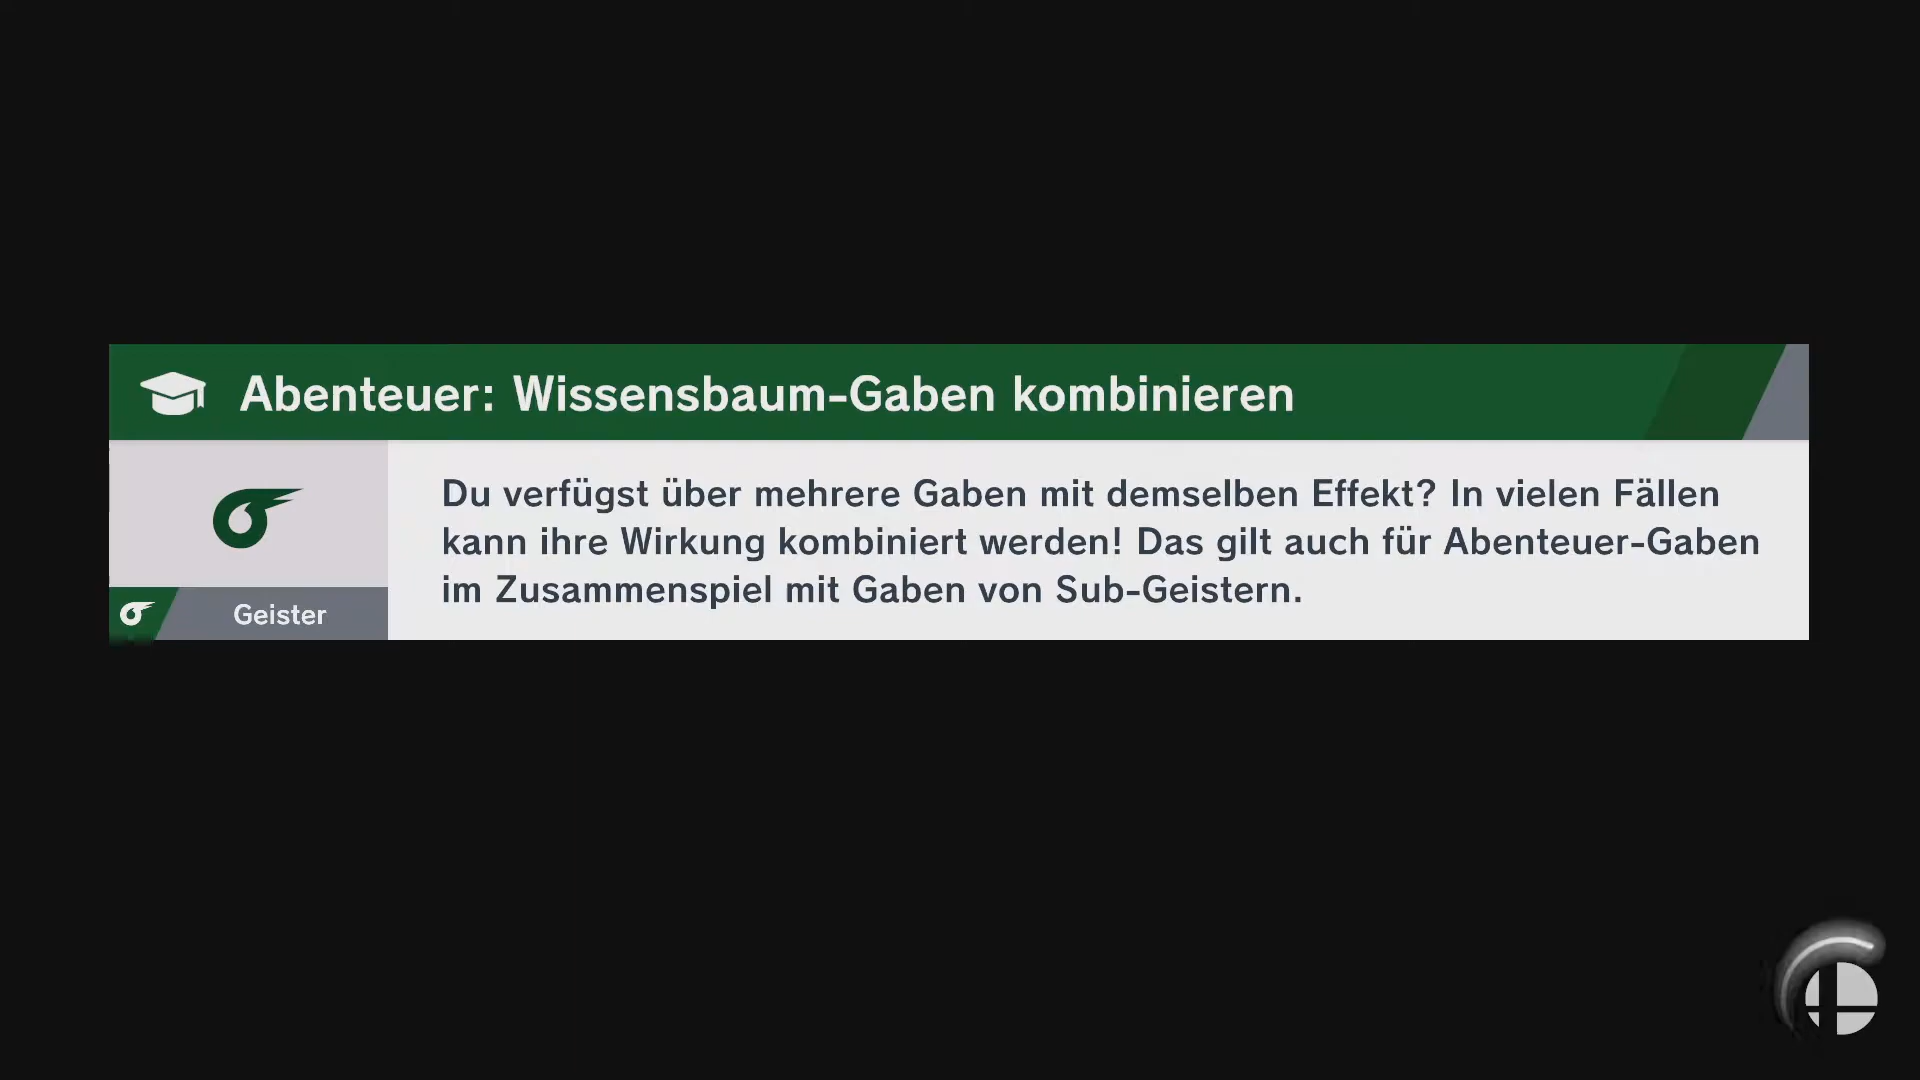 Abenteuer: Wissensbaum-Gaben kombinieren
Du verfügst über mehrere Gaben mit demselben Effekt? In vielen Fällen
kann ihre Wirkung kombiniert werden! Das gilt auch für Abenteuer-Gaben
im Zusammenspiel mit Gaben von Sub-Geistern.
Geister